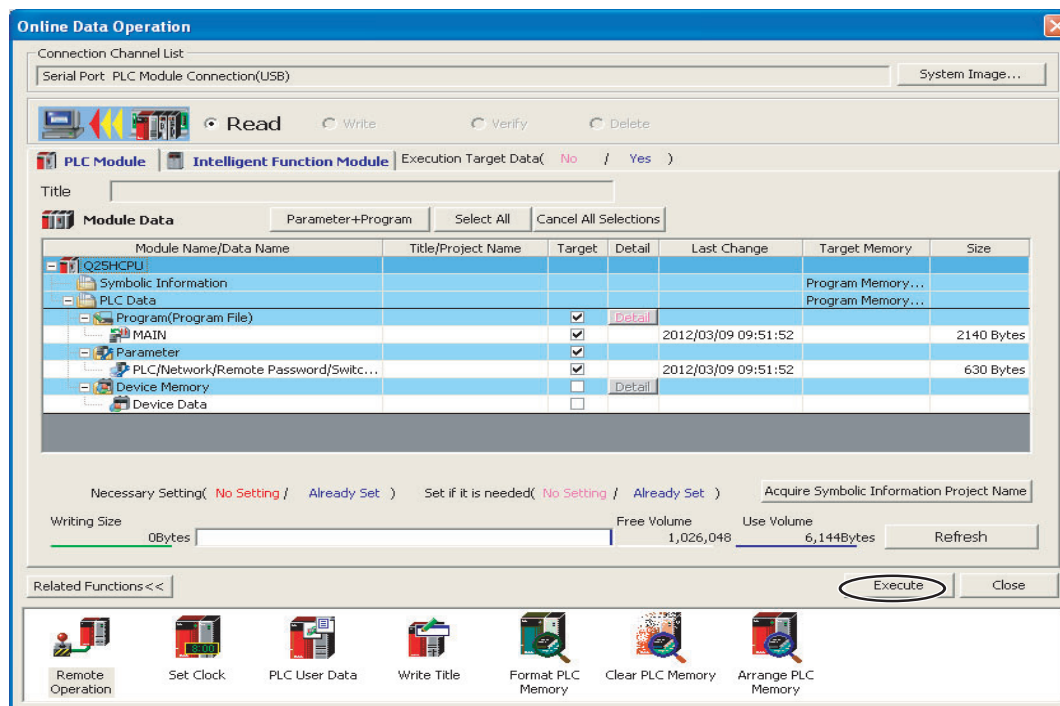 Online Data Operation
Connection Channel List
Serial Port PLC Module Connection(USB)
System Image...
Read Write Verify Delete
PLC Module Intelligent Function Module Execution Target Data( No / Yes )
Title
Module Data Parameter+Program Select All Cancel All Selections
Module Name/Data Name Title/Project Name Target Detail Last Change Target Memory Size
Q25HCPU
Symbolic Information Program Memory...
PLC Data Program Memory...
Program(Program File) Detail
MAIN 2012/03/09 09:51:52 2140 Bytes
Parameter
PLC/Network/Remote Password/Switc... 2012/03/09 09:51:52 630 Bytes
Device Memory Detail
Device Data
Necessary Setting( No Setting / Already Set ) Set if it is needed( No Setting / Already Set ) Acquire Symbolic Information Project Name
Writing Size Free Volume Use Volume
0Bytes 1,026,048 6,144Bytes Refresh
Related Functions<< Execute Close
8:00
Remote Operation
Set Clock
PLC User Data
Write Title
Format PLC Memory
Clear PLC Memory
Arrange PLC Memory